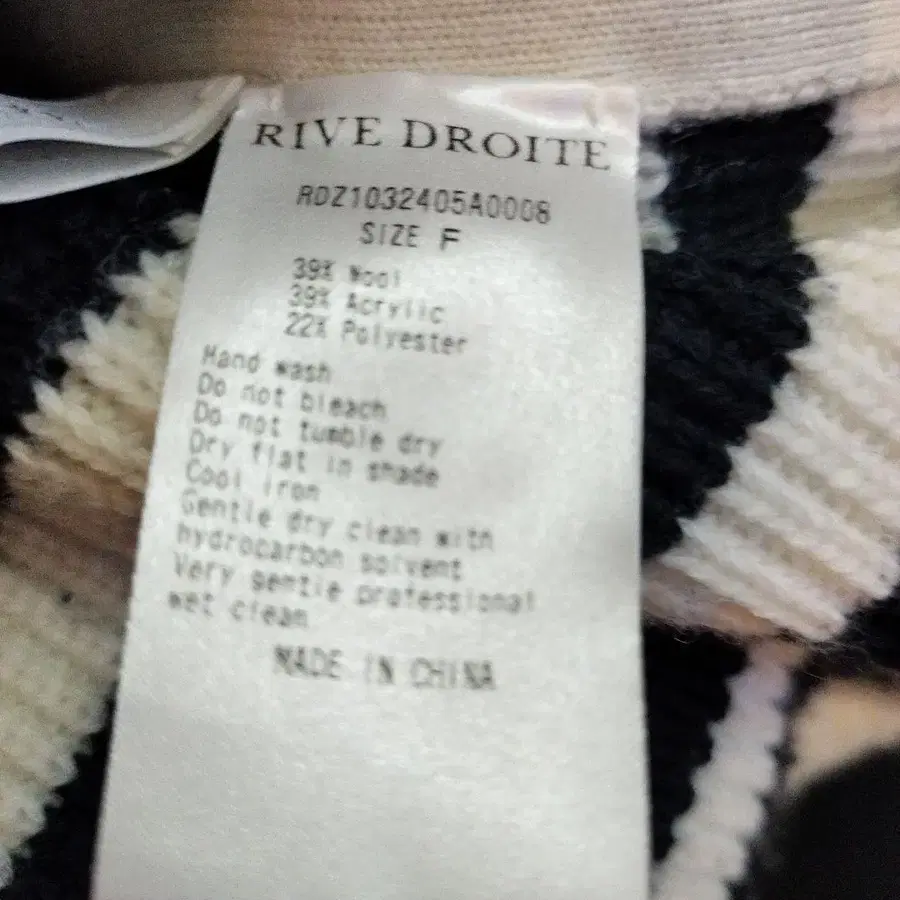 RIVE DROITE
RDZ1032405A0008
SIZE F
39% Wool
39% Acrylic
22% Polyester
Hand wash
Do not bleach
Do not tumble dry
Dry flat in shade
Cool iron
Gentle dry clean with
hydrocarbon solvent
Very gentle professional
wet clean
MADE IN CHINA